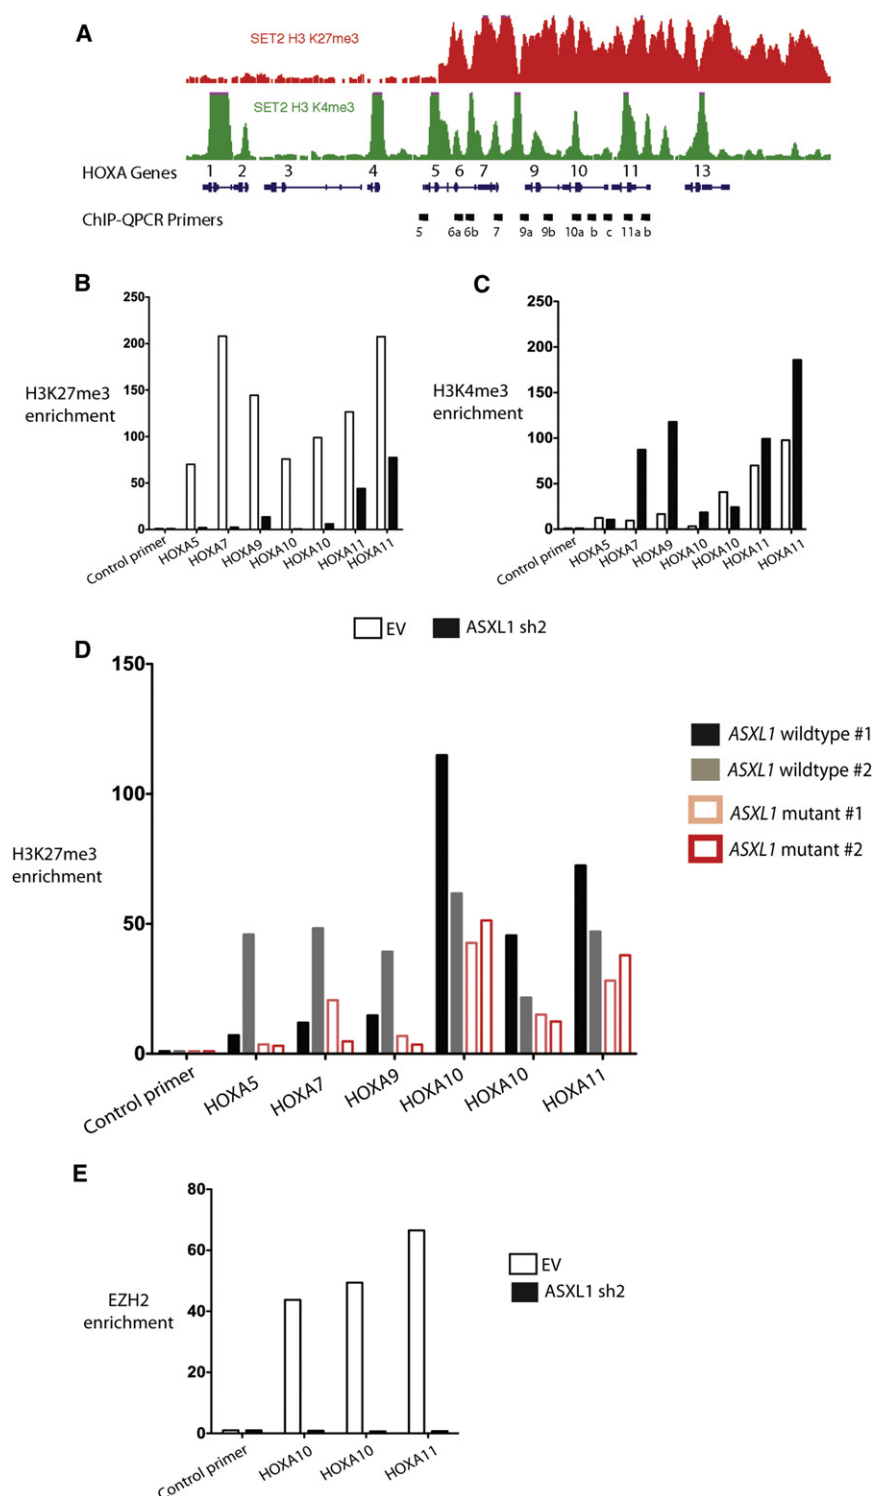 A
SET2 H3 K27me3
SET2 H3 K4me3
HOXA Genes
1 2 3 4 5 6 7 9 10 11 13
ChIP-QPCR Primers
5 6a 6b 7 9a 9b 10a b c 11a b
B
H3K27me3
enrichment
250
200
150
100
50
0
Control primer
HOXA5
HOXA7
HOXA9
HOXA10
HOXA10
HOXA11
HOXA11
C
H3K4me3
enrichment
250
200
150
100
50
0
Control primer
HOXA5
HOXA7
HOXA9
HOXA10
HOXA10
HOXA11
HOXA11
EV
ASXL1 sh2
D
H3K27me3
enrichment
150
100
50
0
Control primer
HOXA5
HOXA7
HOXA9
HOXA10
HOXA10
HOXA11
ASXL1 wildtype #1
ASXL1 wildtype #2
ASXL1 mutant #1
ASXL1 mutant #2
E
EZH2
enrichment
80
60
40
20
0
Control primer
HOXA10
HOXA10
HOXA11
EV
ASXL1 sh2